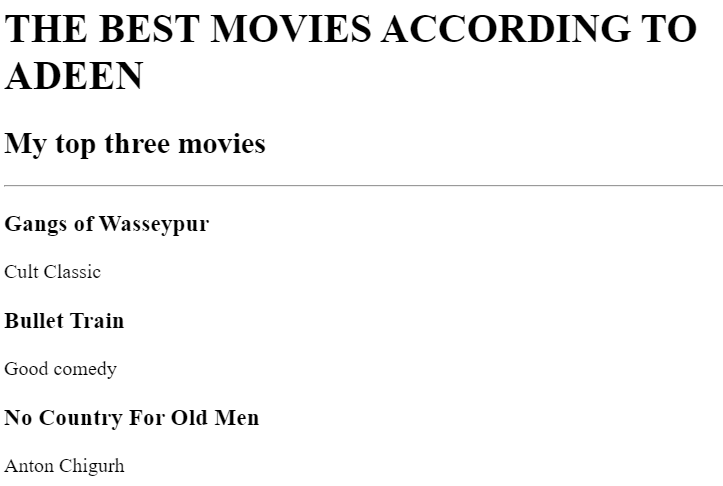 THE BEST MOVIES ACCORDING TO
ADEEN
My top three movies
Gangs of Wasseypur
Cult Classic
Bullet Train
Good comedy
No Country For Old Men
Anton Chigurh